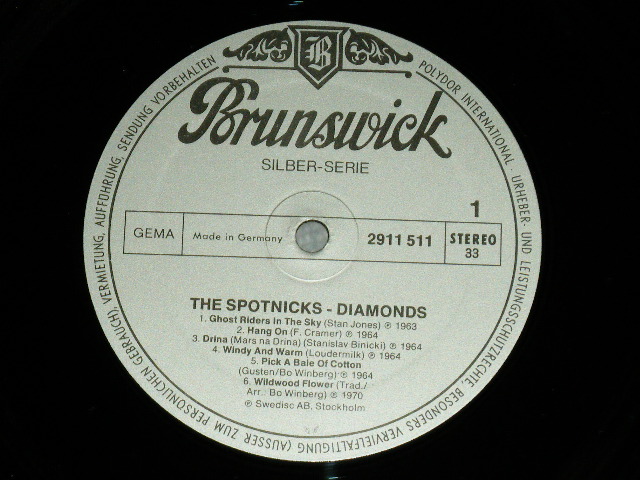 B
Brunswick
SILBER-SERIE
1
GEMA
Made in Germany
2911 511
STEREO
33
THE SPOTNICKS - DIAMONDS
1. Ghost Riders In The Sky (Stan Jones) ℗ 1963
2. Hang On (F. Cramer) ℗ 1964
3. Drina (Mars na Drina) (Stanislav Binicki) ℗ 1964
4. Windy And Warm (Loudermilk) ℗ 1964
5. Pick A Bale Of Cotton
(Gusten/Bo Winberg) ℗ 1964
6. Wildwood Flower (Trad./
Arr.: Bo Winberg) ℗ 1970
℗ Swedisc AB, Stockholm
POLYDOR INTERNATIONAL · URHEBER- UND LEISTUNGSSCHUTZRECHTE, BESONDERS VERVIELFÄLTIGUNG (AUSSER ZUM PERSÖNLICHEN GEBRAUCH), VERMIETUNG, AUFFÜHRUNG, SENDUNG VORBEHALTEN